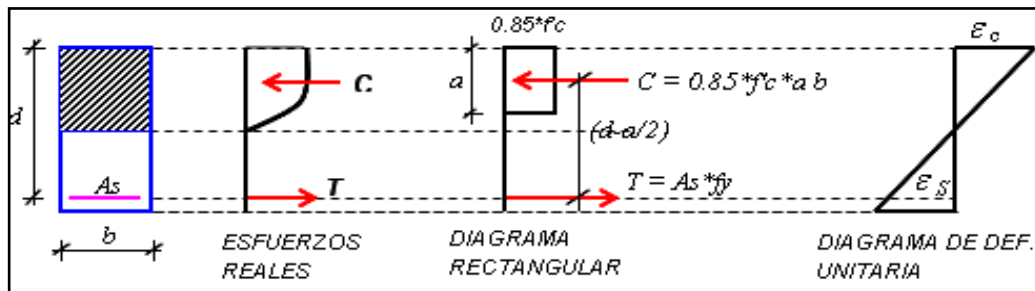 0.85*f'c
ε c
d
a
C
C = 0.85*f'c*a b
(d-a/2)
As
T
T = As*fy
ε S
b
ESFUERZOS
REALES
DIAGRAMA
RECTANGULAR
DIAGRAMA DE DEF.
UNITARIA